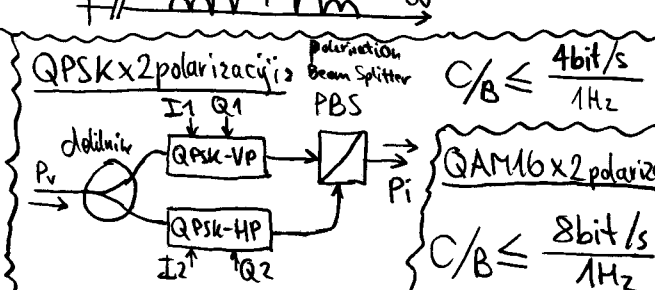 QPSK x 2 polarizaciji
Polarization
Beam Splitter
PBS
C/B ≤ 4bit/s / 1Hz
I1 Q1
delilnik
Pv
QPSK-VP
Pi
QPSK-HP
I2 Q2
QAM16 x 2 polariz
C/B ≤ 8bit/s / 1Hz